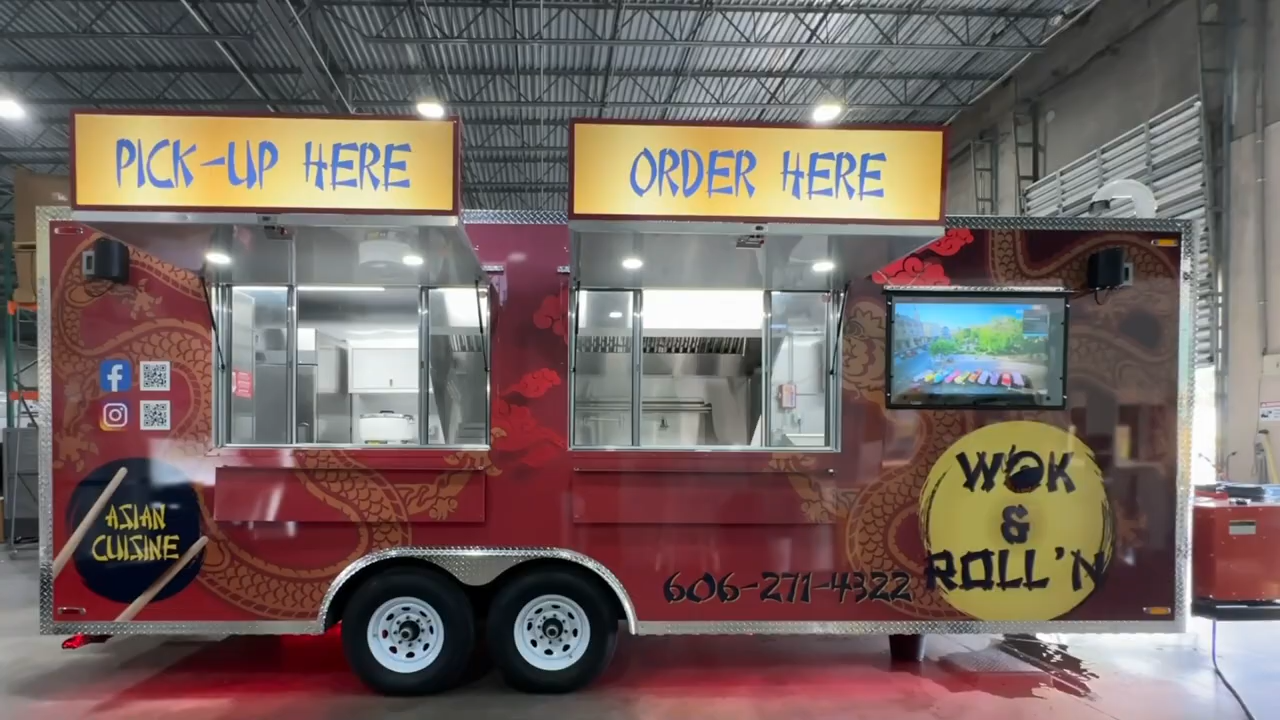 PICK-UP HERE
ORDER HERE
ASIAN
CUISINE
WOK
&
ROLL'N
606-271-4322